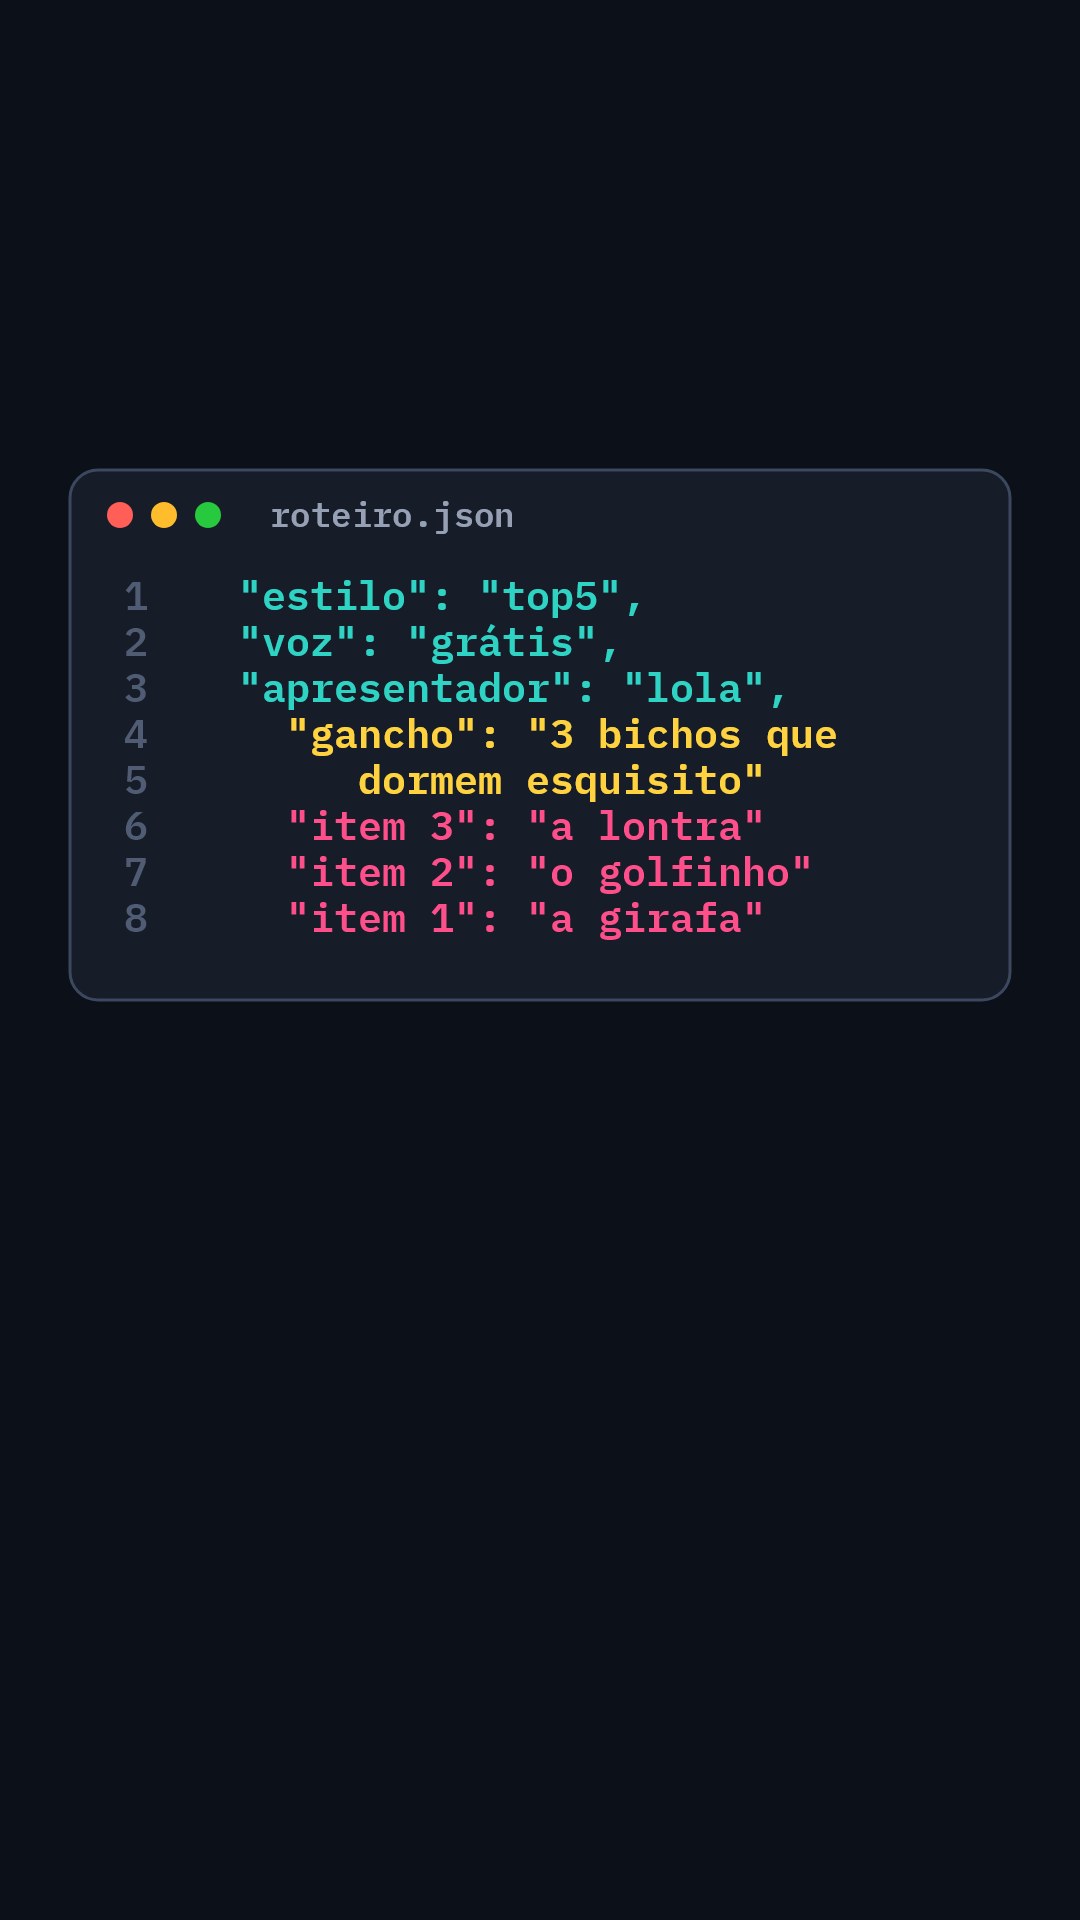 roteiro.json
1 "estilo": "top5",
2 "voz": "grátis",
3 "apresentador": "lola",
4 "gancho": "3 bichos que
5 dormem esquisito"
6 "item 3": "a lontra"
7 "item 2": "o golfinho"
8 "item 1": "a girafa"